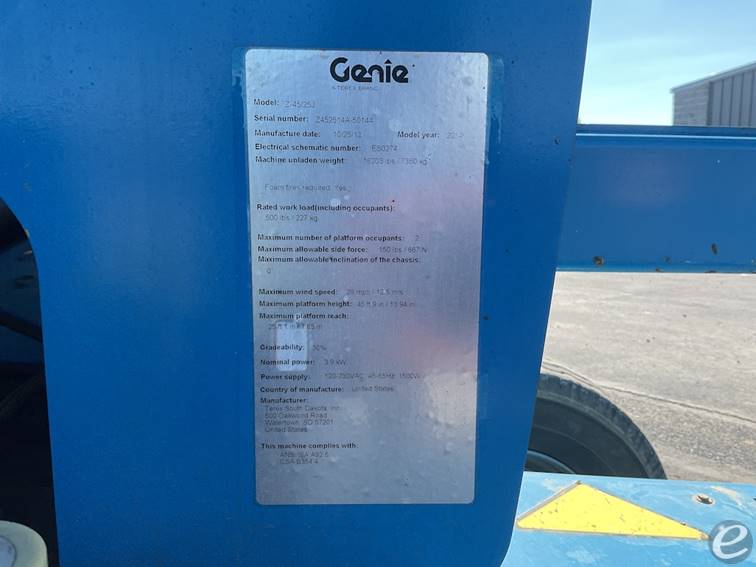 Genie
A TEREX BRAND
Model: Z-45/25J
Serial number: Z452514A-50144
Manufacture date: 10/25/13 Model year:
Electrical schematic number: ES0274
Machine unladen weight: lbs / 7350 kg
Foam tires required: Yes
Rated work load(including occupants):
500 lbs / 227 kg
Maximum number of platform occupants: 2
Maximum allowable side force: 150 lbs / 667 N
Maximum allowable inclination of the chassis:
0
Maximum wind speed: 28 mph / 12.5 m/s
Maximum platform height: 45 ft 9 in / 13.94 m
Maximum platform reach:
25 ft 1 in / 7.65 m
Gradeability: 30%
Nominal power: 3.9 kW
Power supply: 120-230VAC, 45-65Hz, 1500W
Country of manufacture: United States
Manufacturer:
Terex South Dakota, Inc
500 Oakwood Road
Watertown, SD 57201
United States
This machine complies with:
ANSI/SIA A92.5
CSA B354.4
e